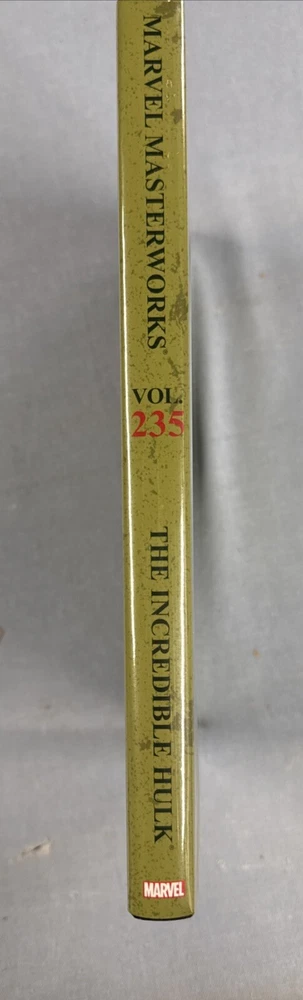 MARVEL MASTERWORKS
VOL.
235
THE INCREDIBLE HULK
MARVEL